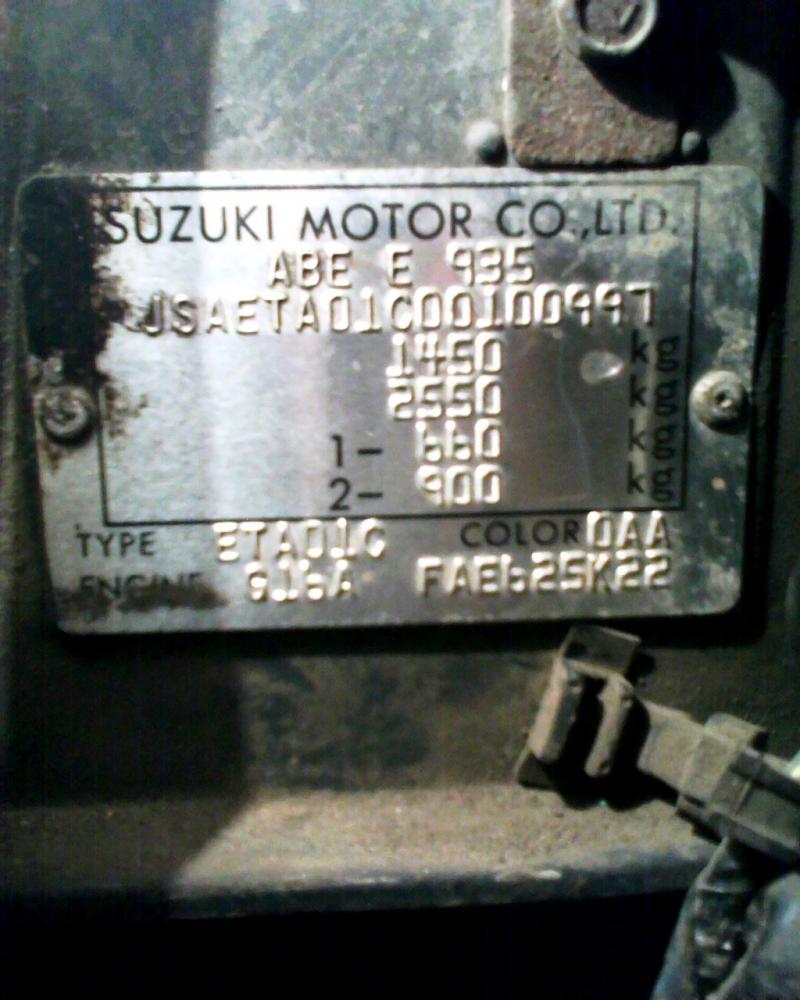 SUZUKI MOTOR CO.,LTD.
ABE E 935
JSAETA01C00100997
1450 kg
2550 kg
1- 660 kg
2- 900 kg
TYPE ETA01C COLOR 0AA
ENGINE G16A FAE625K22